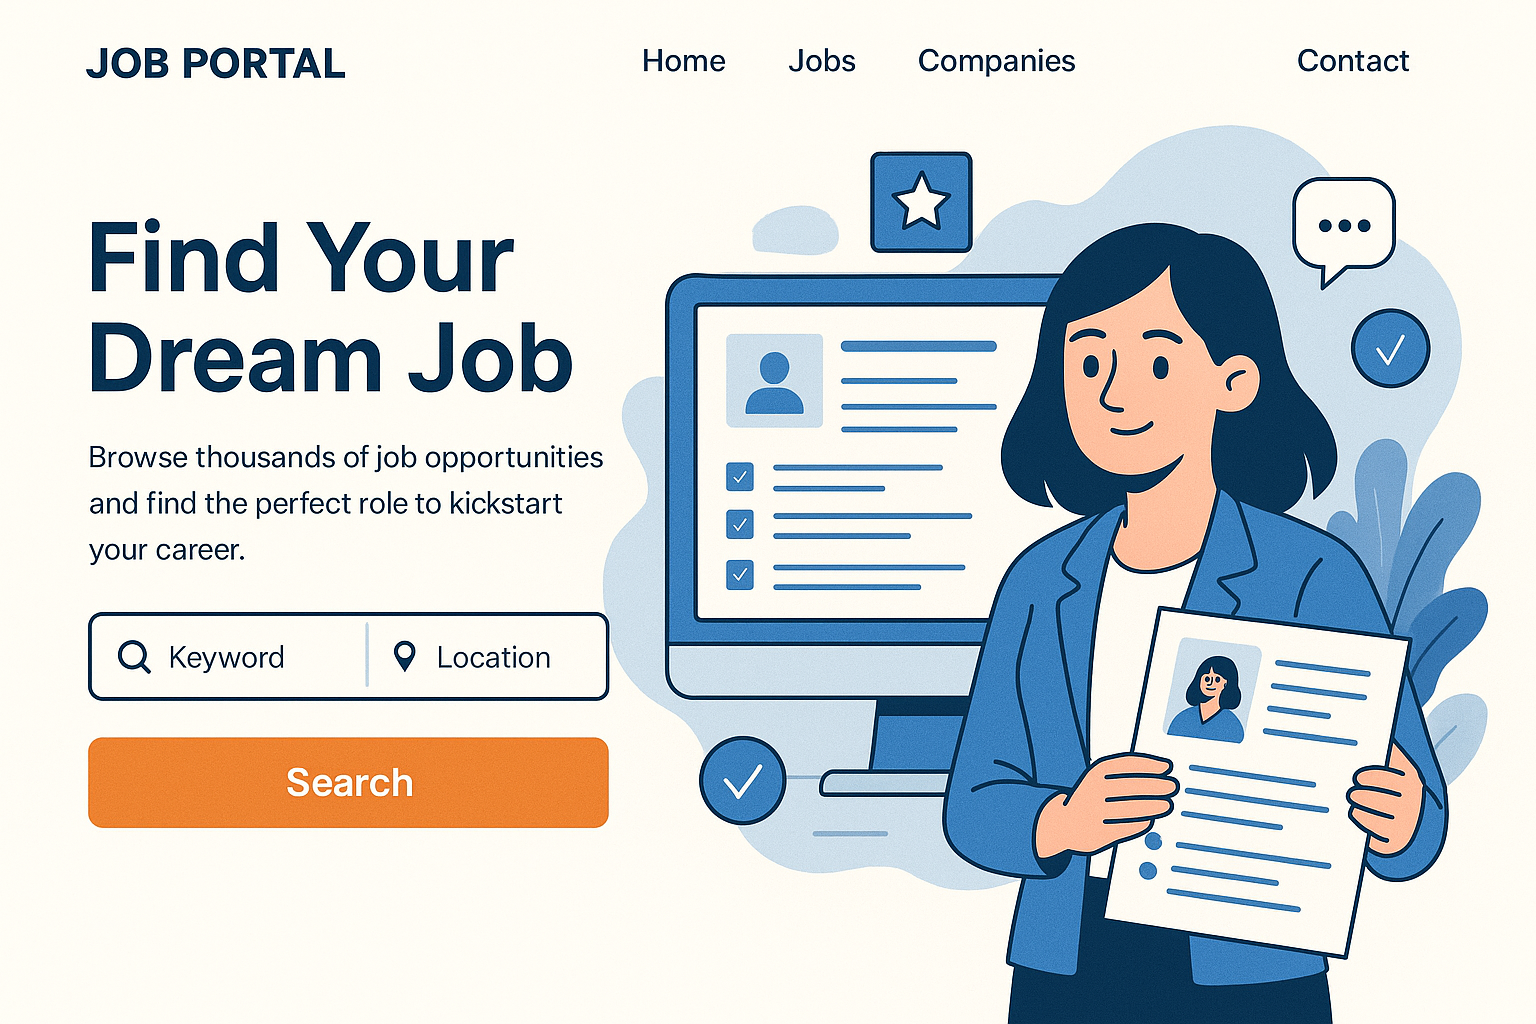 JOB PORTAL
Home Jobs Companies Contact
Find Your
Dream Job
Browse thousands of job opportunities
and find the perfect role to kickstart
your career.
Keyword Location
Search